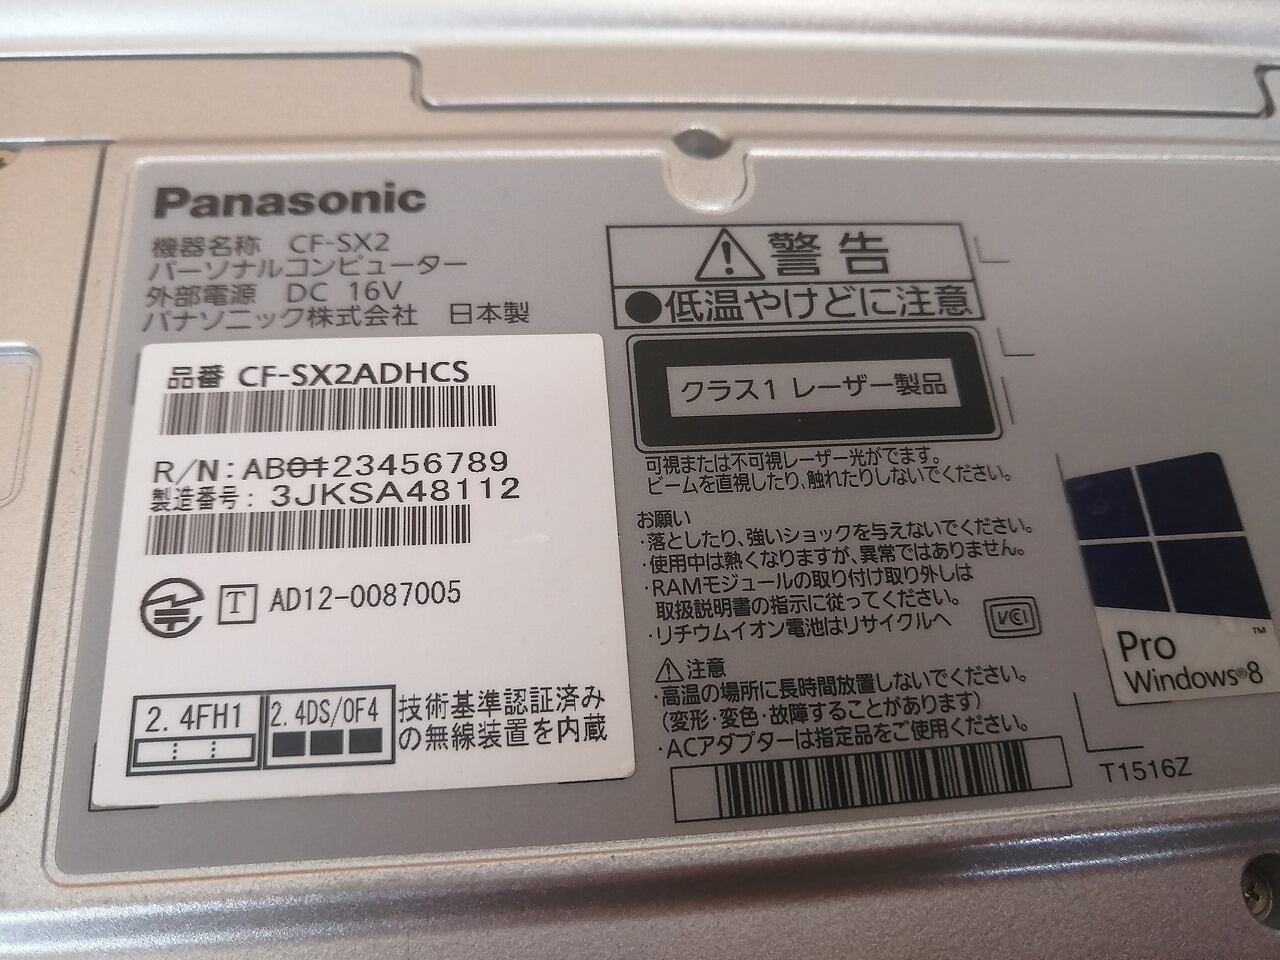 Panasonic
機器名称 CF-SX2
パーソナルコンピューター
外部電源 DC 16V
パナソニック株式会社 日本製
品番 CF-SX2ADHCS
R/N: AB0123456789
製造番号: 3JKSA48112
T AD12-0087005
2.4FH1
2.4DS/OF4
技術基準認証済み
の無線装置を内蔵
警告
●低温やけどに注意
クラス1 レーザー製品
可視または不可視レーザー光がでます。
ビームを直視したり、触れたりしないでください。
お願い
・落としたり、強いショックを与えないでください。
・使用中は熱くなりますが、異常ではありません。
・RAMモジュールの取り付け取り外しは
取扱説明書の指示に従ってください。
・リチウムイオン電池はリサイクルへ
VCI
注意
・高温の場所に長時間放置しないでください。
(変形・変色・故障することがあります)
・ACアダプターは指定品をご使用ください。
T1516Z
Pro
Windows®8
™